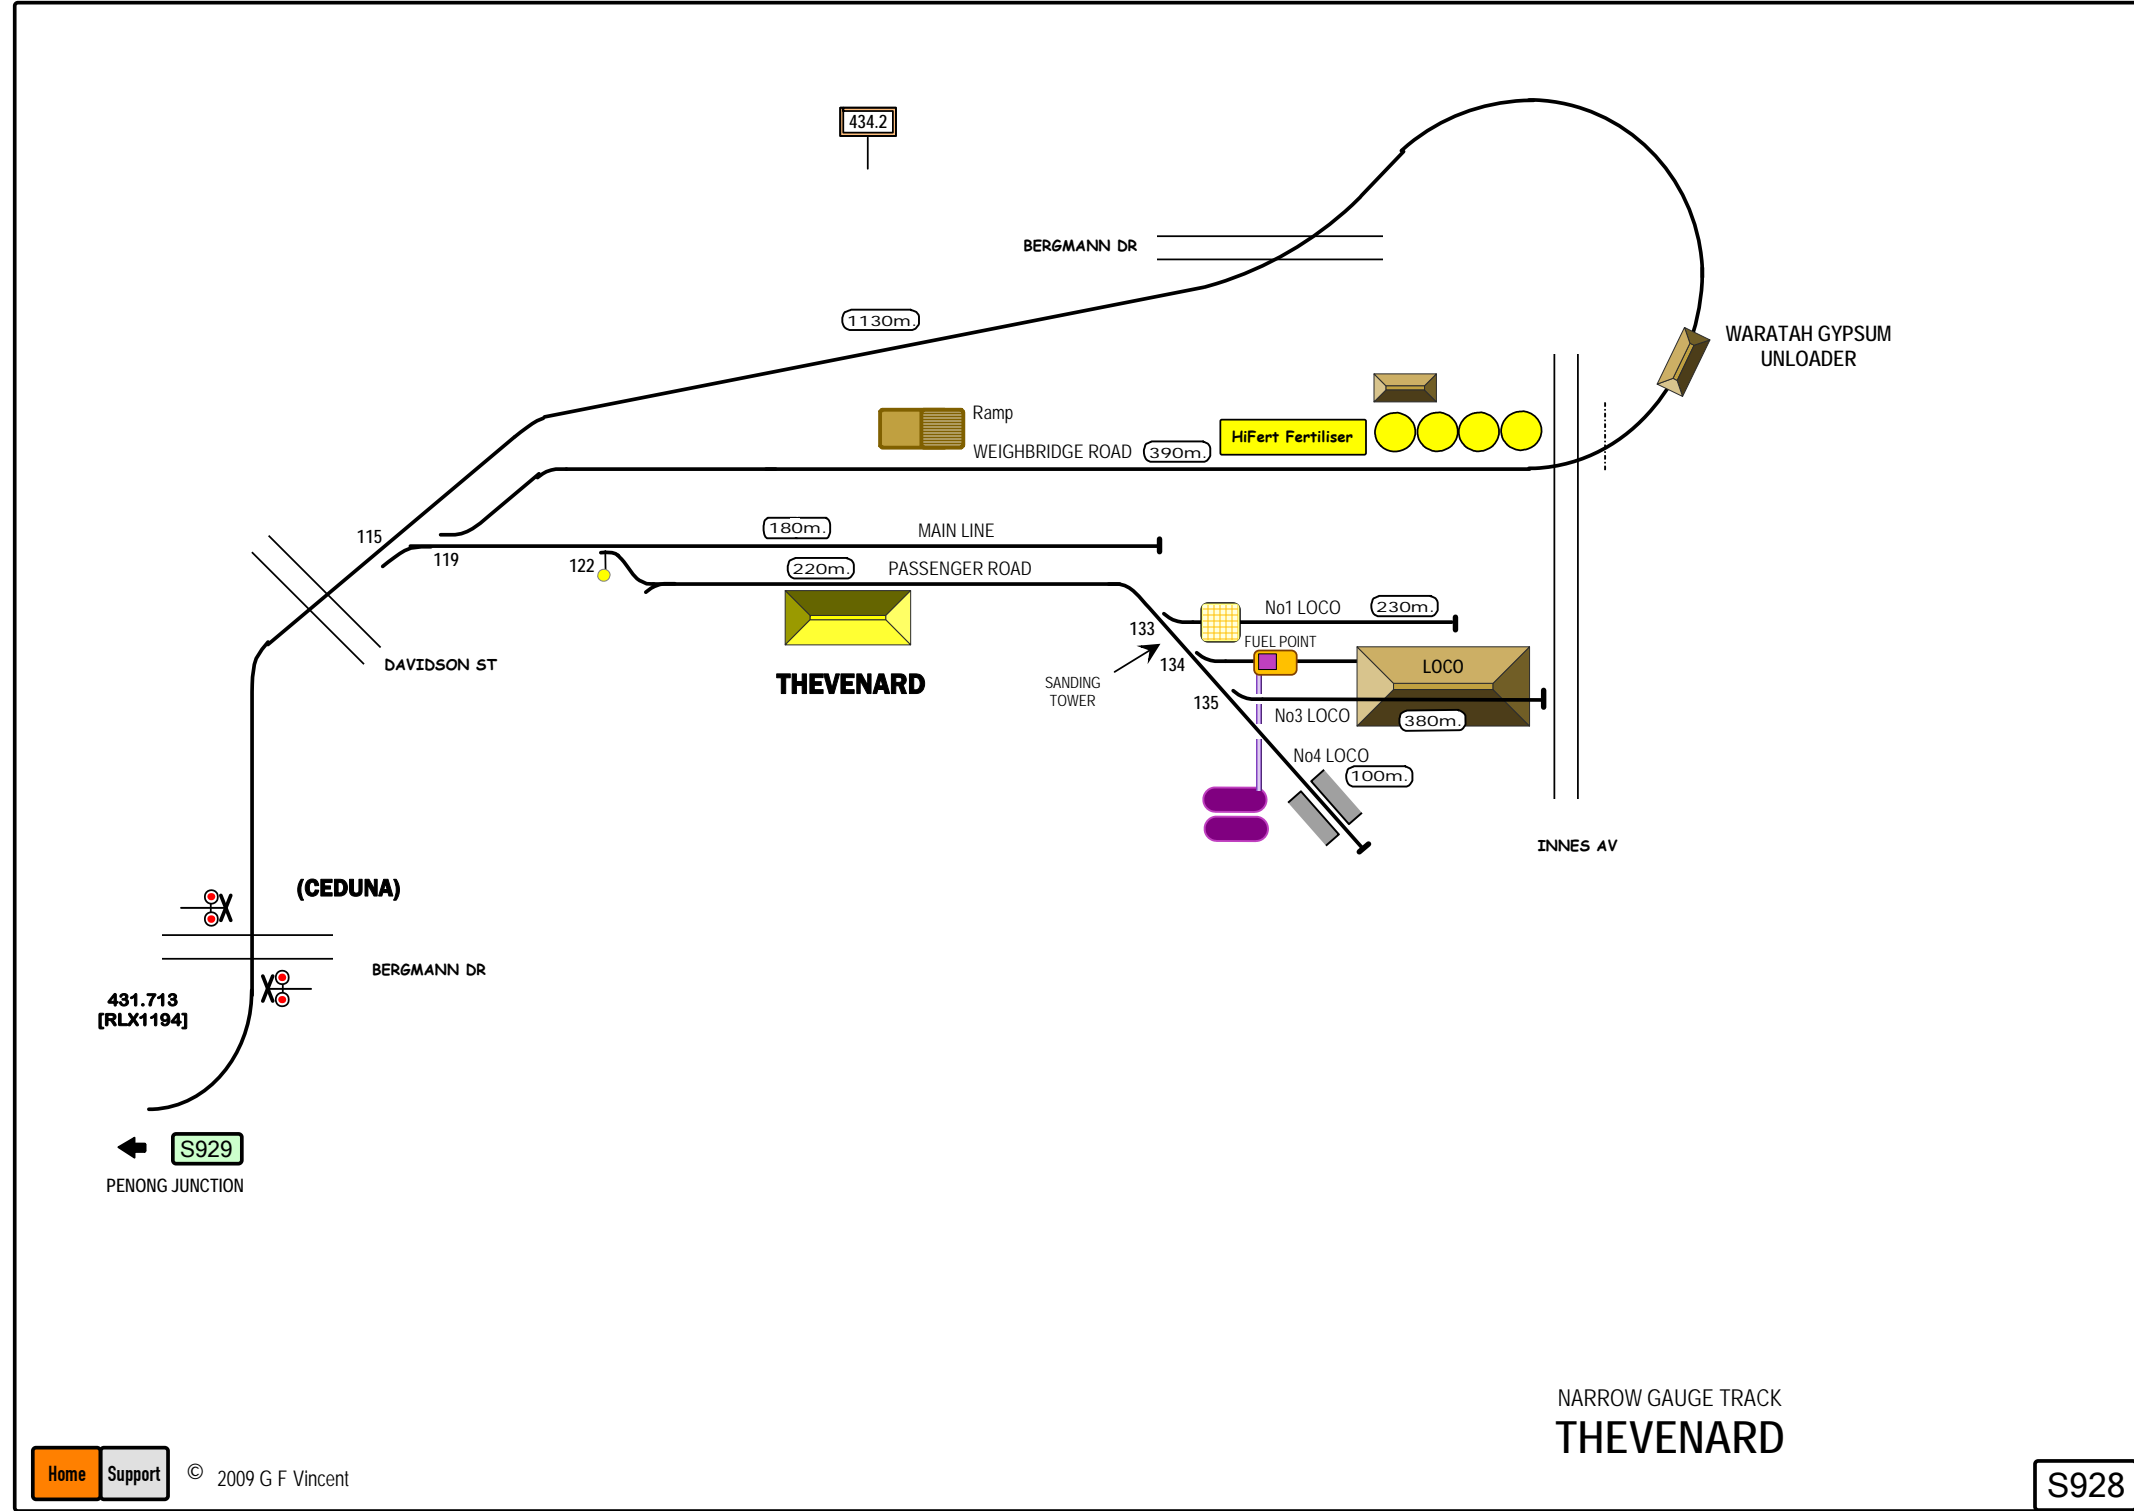 434.2
BERGMANN DR
1130m.
WARATAH GYPSUM
UNLOADER
Ramp
HiFert Fertiliser
WEIGHBRIDGE ROAD
390m.
115
119
180m.
MAIN LINE
122
220m.
PASSENGER ROAD
No1 LOCO
230m.
133
FUEL POINT
134
LOCO
DAVIDSON ST
THEVENARD
SANDING
TOWER
135
No3 LOCO
380m.
No4 LOCO
100m.
INNES AV
(CEDUNA)
BERGMANN DR
431.713
[RLX1194]
S929
PENONG JUNCTION
NARROW GAUGE TRACK
THEVENARD
Home
Support
© 2009 G F Vincent
S928